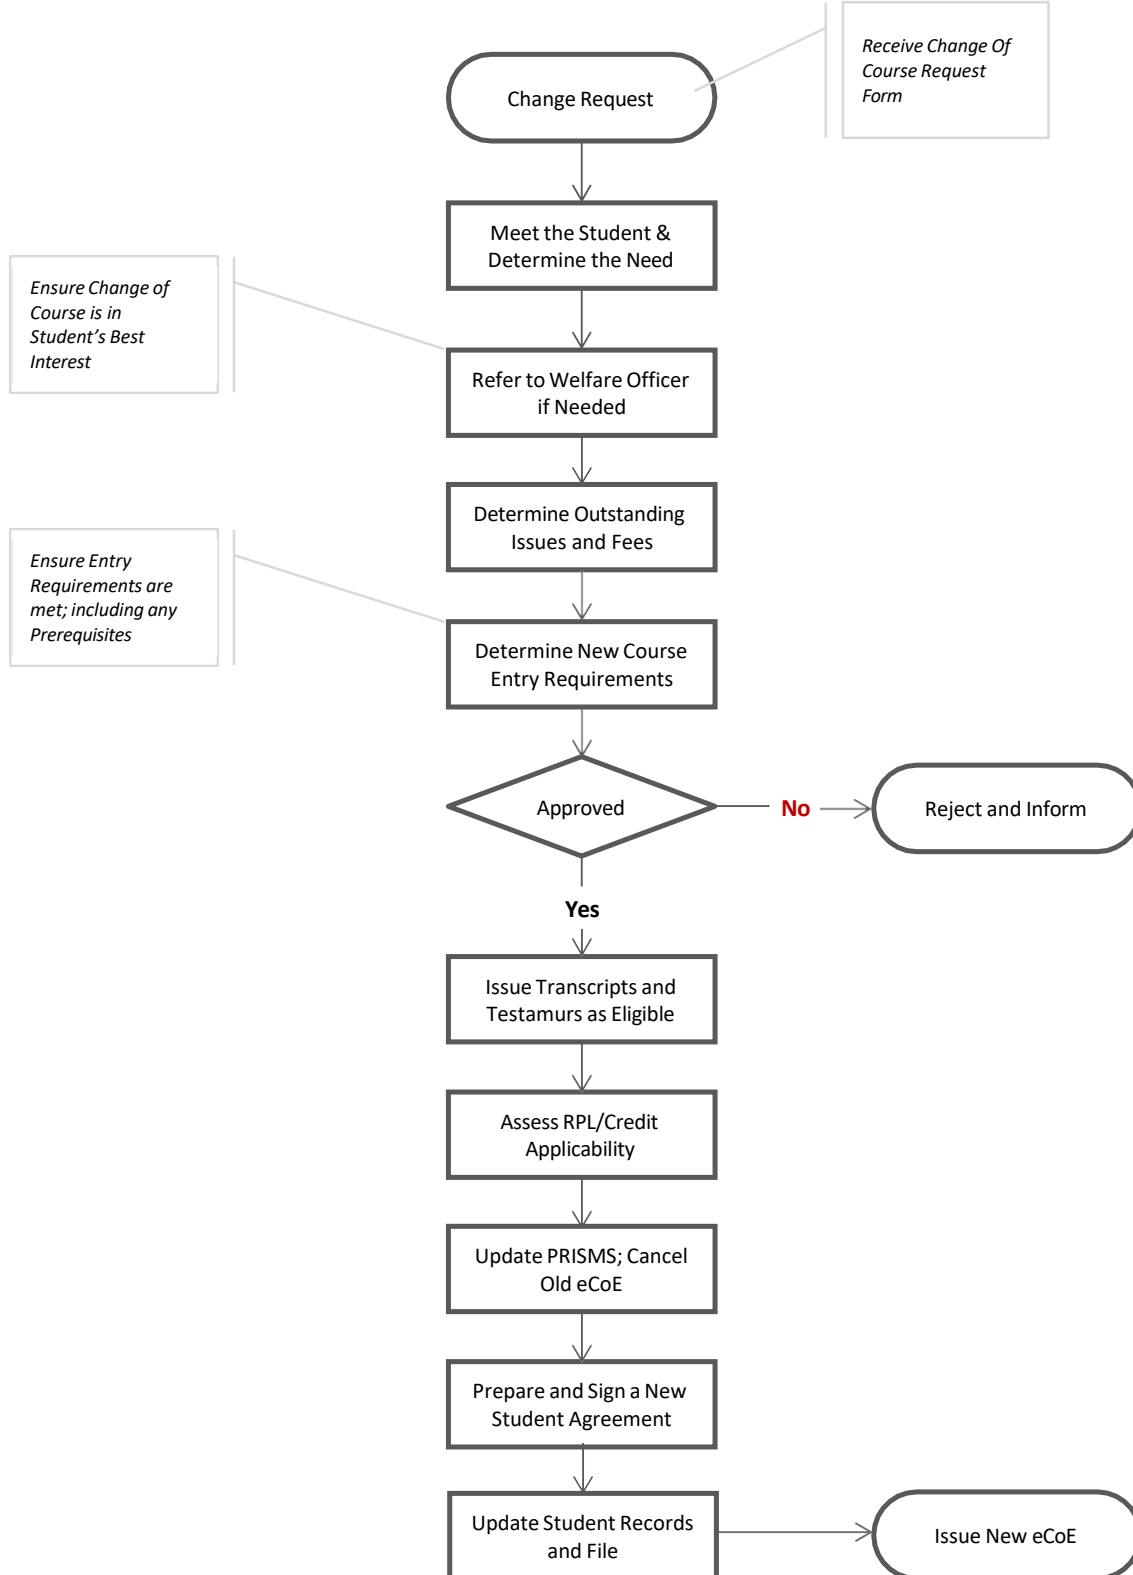 Receive Change Of
Course Request
Form
Change Request
Meet the Student &
Determine the Need
Ensure Change of
Course is in
Student’s Best
Interest
Refer to Welfare Officer
if Needed
Determine Outstanding
Issues and Fees
Ensure Entry
Requirements are
met; including any
Prerequisites
Determine New Course
Entry Requirements
Approved
No
Reject and Inform
Yes
Issue Transcripts and
Testamurs as Eligible
Assess RPL/Credit
Applicability
Update PRISMS; Cancel
Old eCoE
Prepare and Sign a New
Student Agreement
Update Student Records
and File
Issue New eCoE